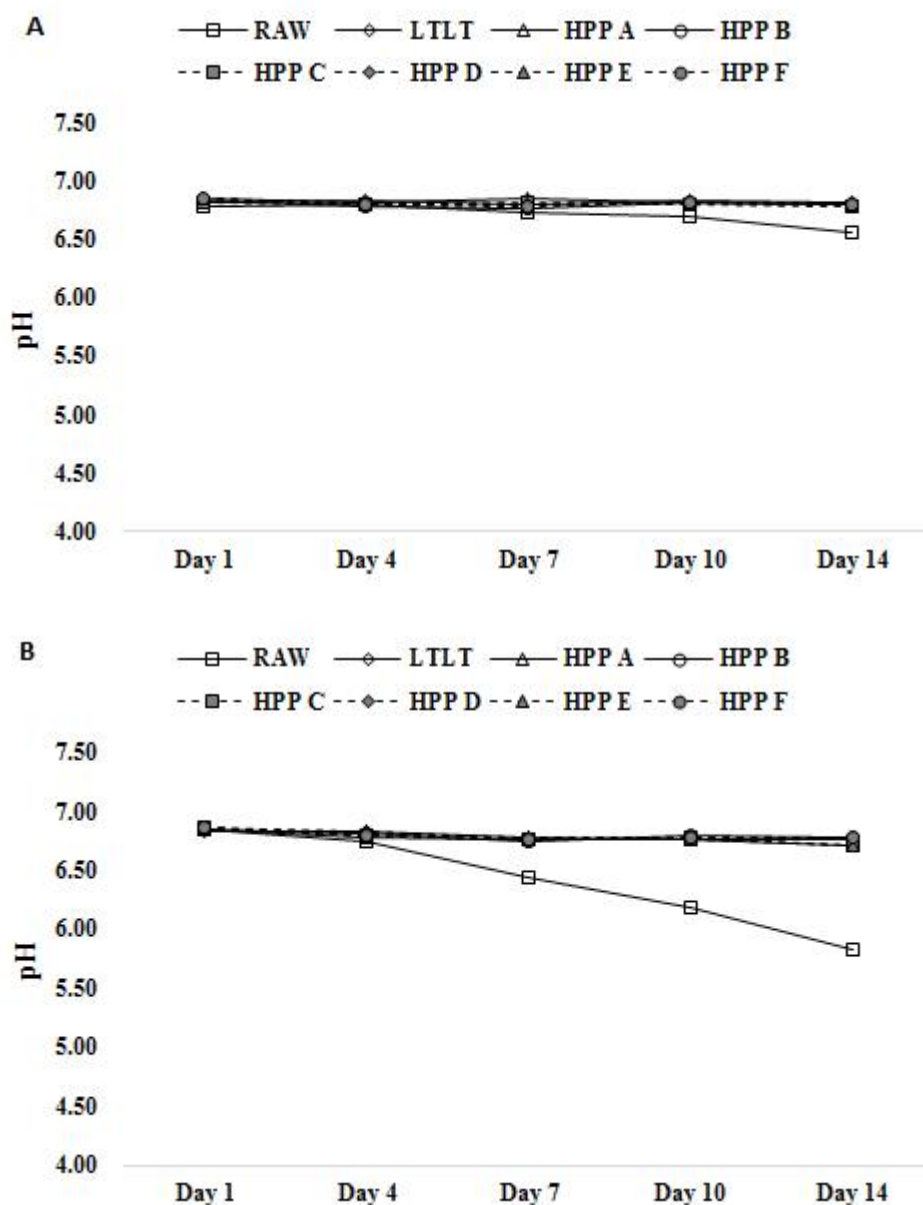 A
RAW LTLT HPP A HPP B
HPP C HPP D HPP E HPP F
7.50
7.00
6.50
6.00
5.50
5.00
4.50
4.00
pH
Day 1 Day 4 Day 7 Day 10 Day 14
B
RAW LTLT HPP A HPP B
HPP C HPP D HPP E HPP F
7.50
7.00
6.50
6.00
5.50
5.00
4.50
4.00
pH
Day 1 Day 4 Day 7 Day 10 Day 14